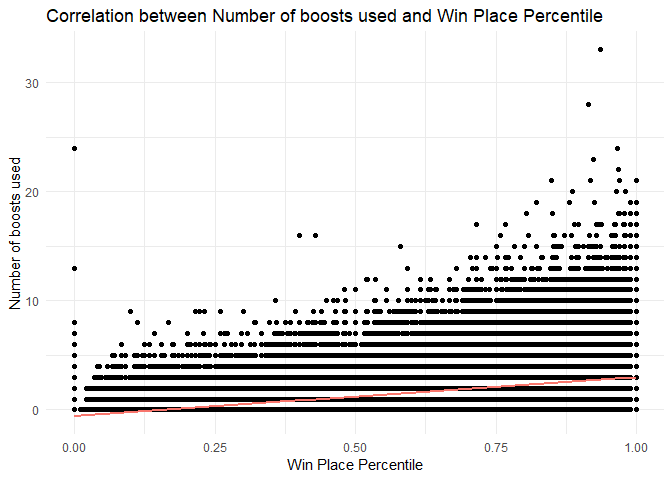 Correlation between Number of boosts used and Win Place Percentile
Number of boosts used
30
20
10
0
0.00 0.25 0.50 0.75 1.00
Win Place Percentile